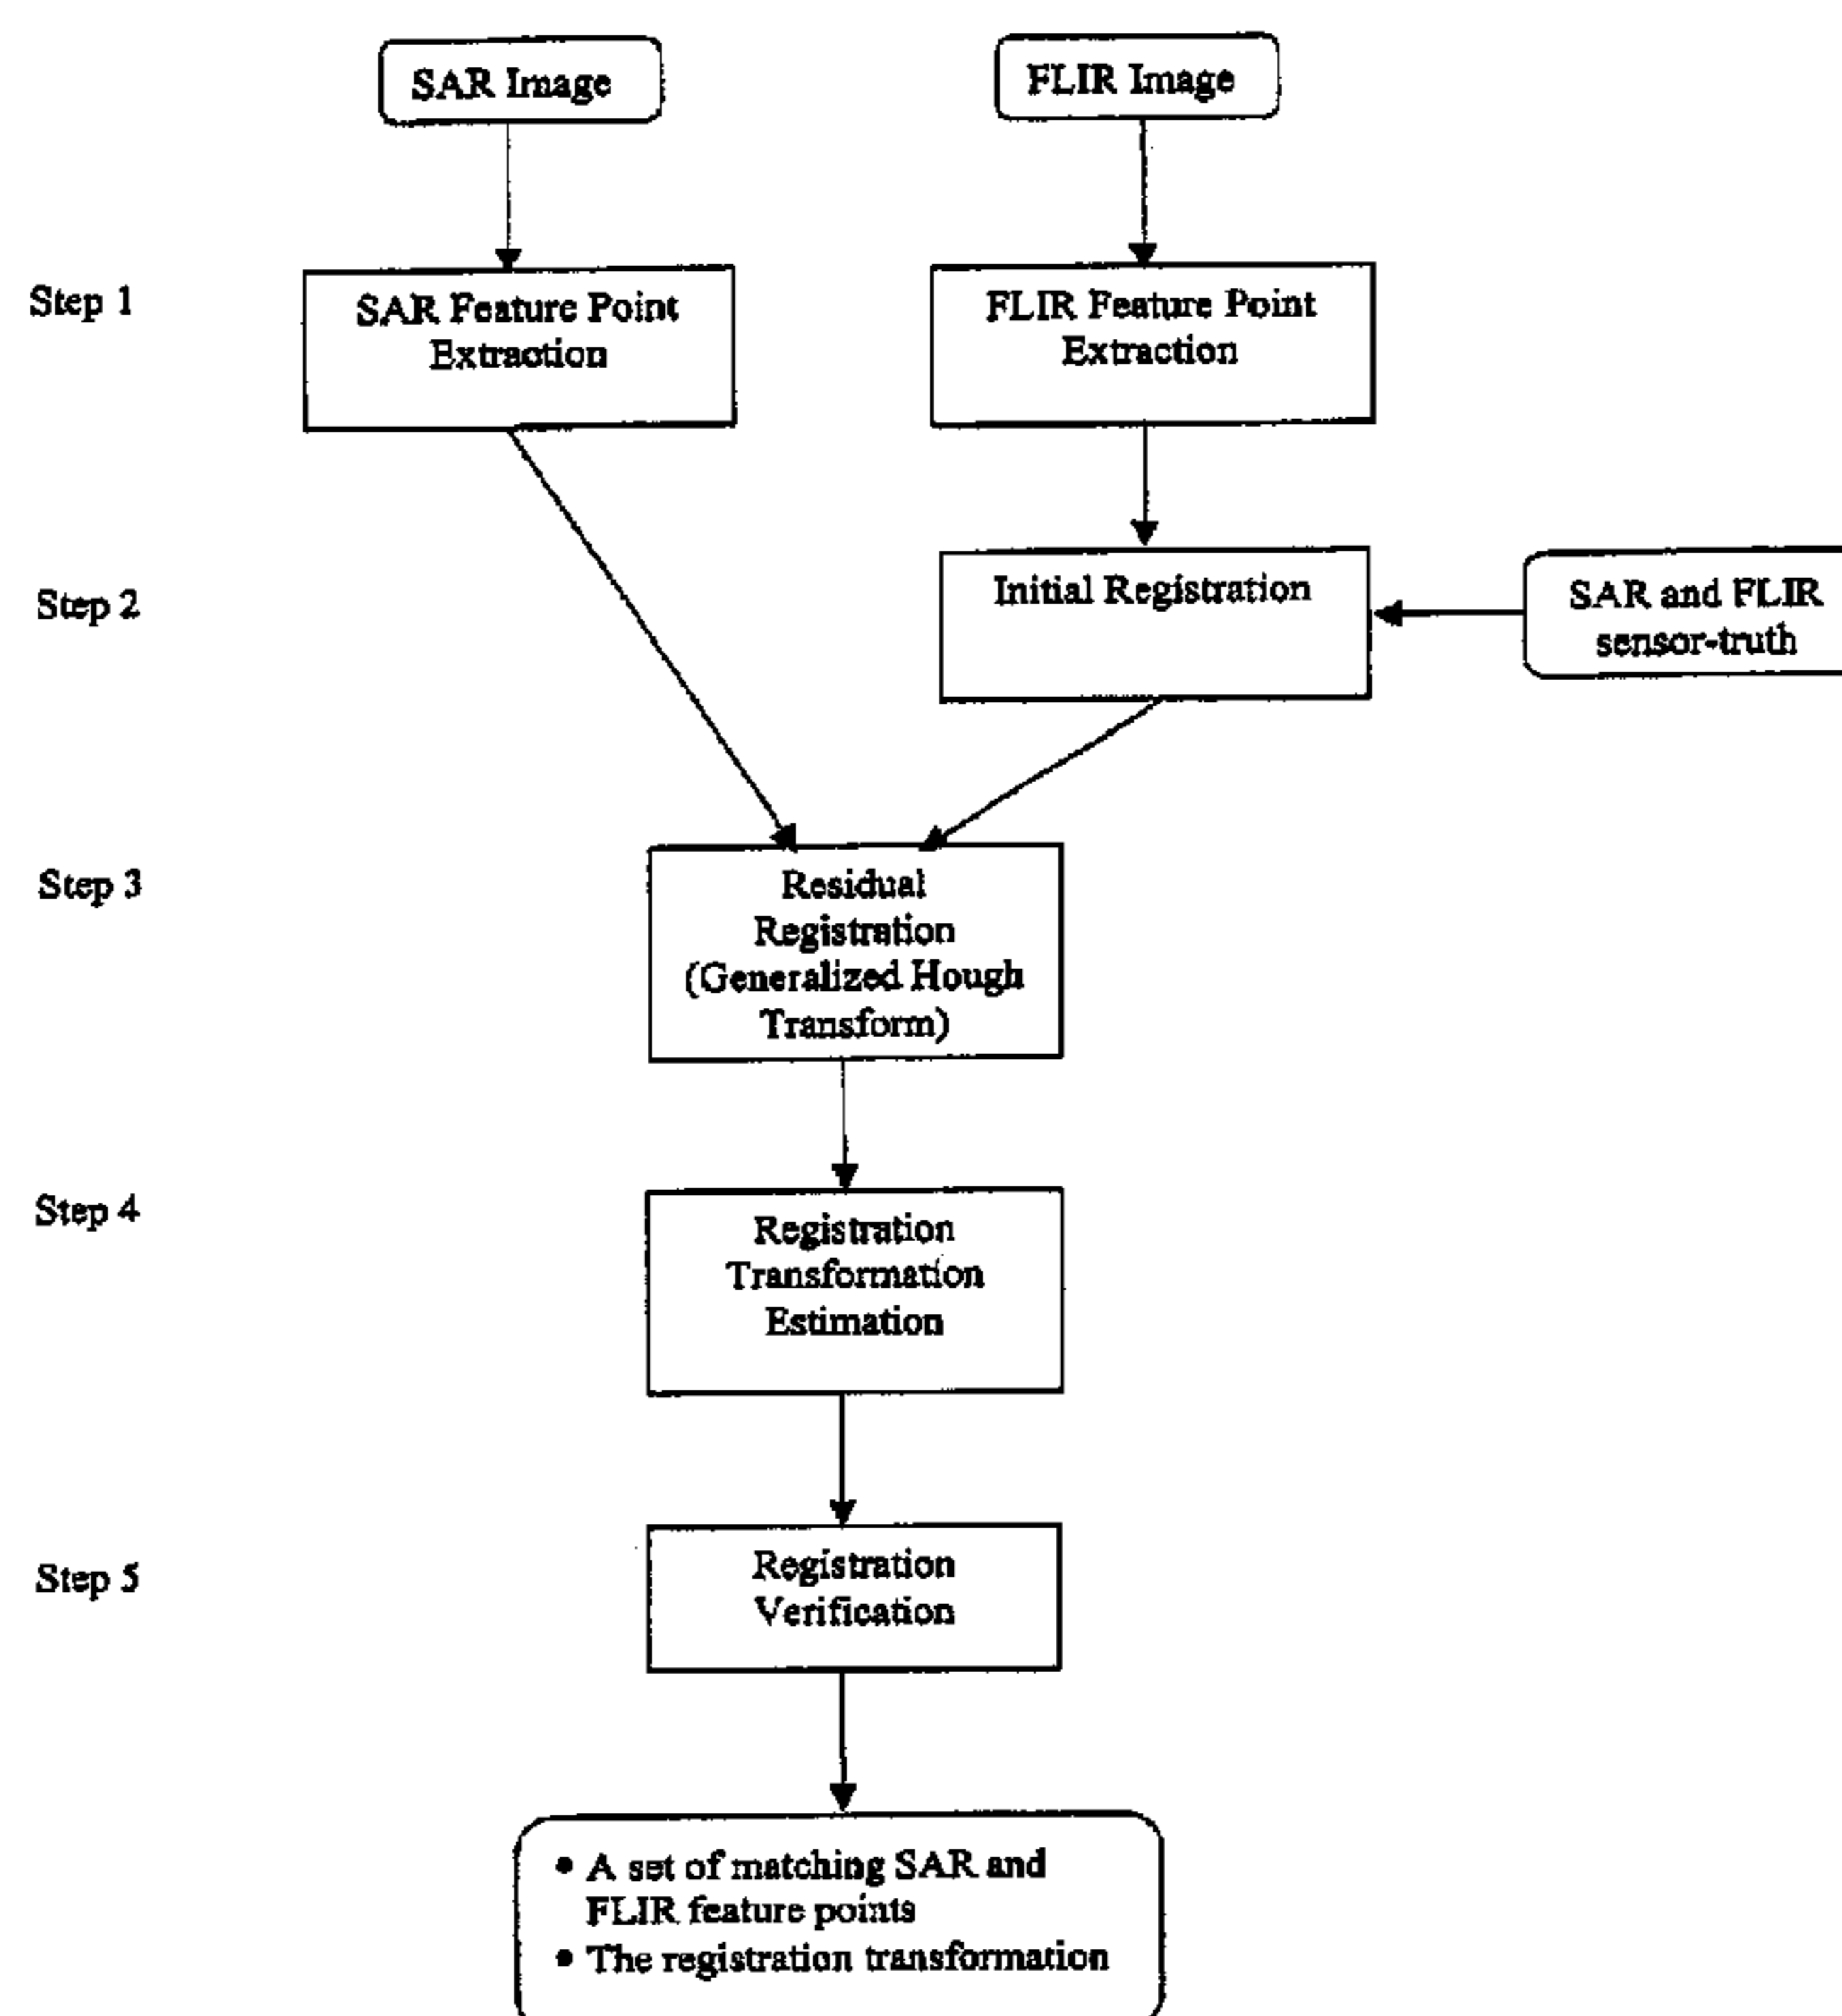 SAR Image
FLIR Image
Step 1
SAR Feature Point
Extraction
FLIR Feature Point
Extraction
Step 2
Initial Registration
SAR and FLIR
sensor-truth
Step 3
Residual
Registration
(Generalized Hough
Transform)
Step 4
Registration
Transformation
Estimation
Step 5
Registration
Verification
• A set of matching SAR and
FLIR feature points
• The registration transformation